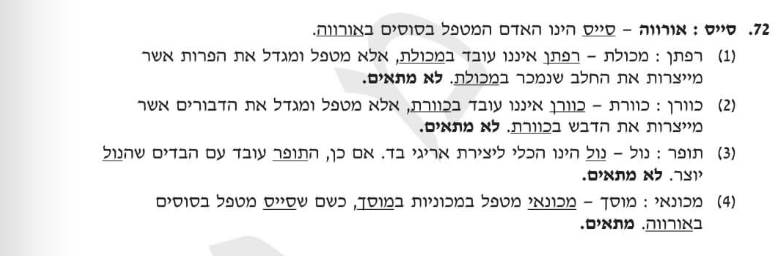 72. סייס : אורווה – סייס הינו האדם המטפל בסוסים באורווה.
(1) רפתן : מכולת – רפתן איננו עובד במכולת, אלא מטפל ומגדל את הפרות אשר
מייצרות את החלב שנמכר במכולת. לא מתאים.
(2) כוורן : כוורת – כוורן איננו עובד בכוורת, אלא מטפל ומגדל את הדבורים אשר
מייצרות את הדבש בכוורת. לא מתאים.
(3) תופר : נול – נול הינו הכלי ליצירת אריגי בד. אם כן, התופר עובד עם הבדים שהנול
יוצר. לא מתאים.
(4) מכונאי : מוסך – מכונאי מטפל במכוניות במוסך, כשם שסייס מטפל בסוסים
באורווה. מתאים.